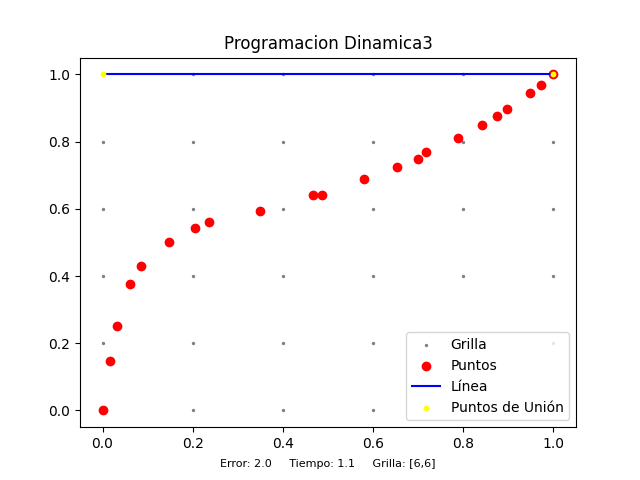 Programacion Dinamica3
1.0
0.8
0.6
0.4
0.2
0.0
Grilla
Puntos
Línea
Puntos de Unión
0.0 0.2 0.4 0.6 0.8 1.0
Error: 2.0 Tiempo: 1.1 Grilla: [6,6]